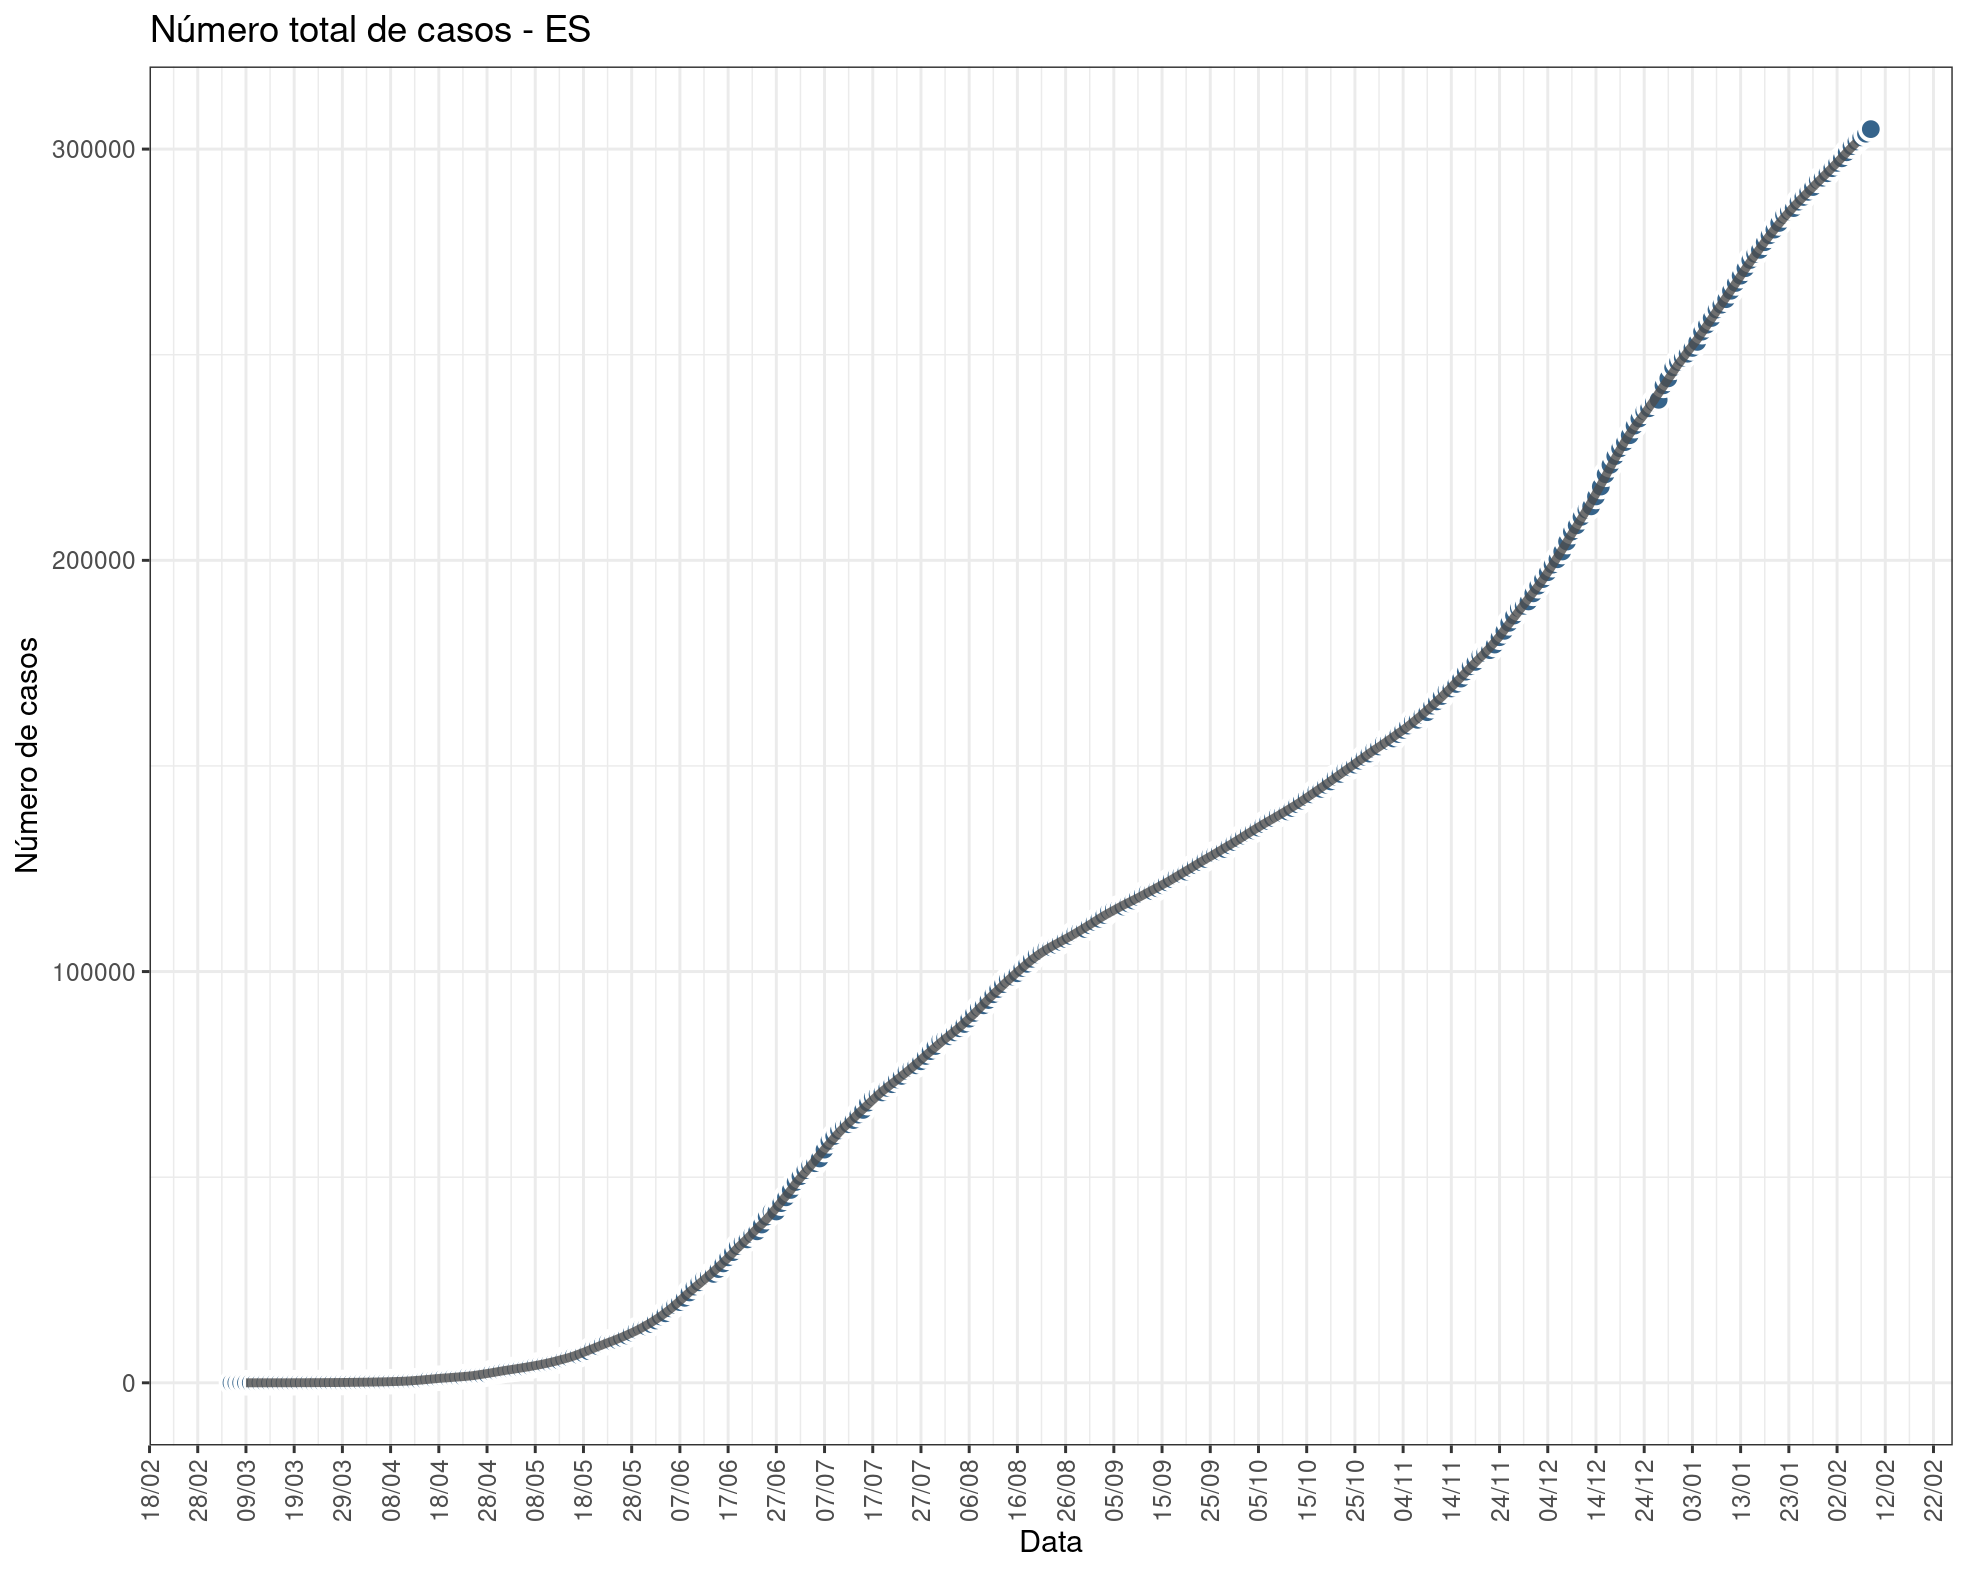 Número total de casos - ES
Número de casos
300000
200000
100000
0
18/02 28/02 09/03 19/03 29/03 08/04 18/04 28/04 08/05 18/05 28/05 07/06 17/06 27/06 07/07 17/07 27/07 06/08 16/08 26/08 05/09 15/09 25/09 05/10 15/10 25/10 04/11 14/11 24/11 04/12 14/12 24/12 03/01 13/01 23/01 02/02 12/02 22/02
Data